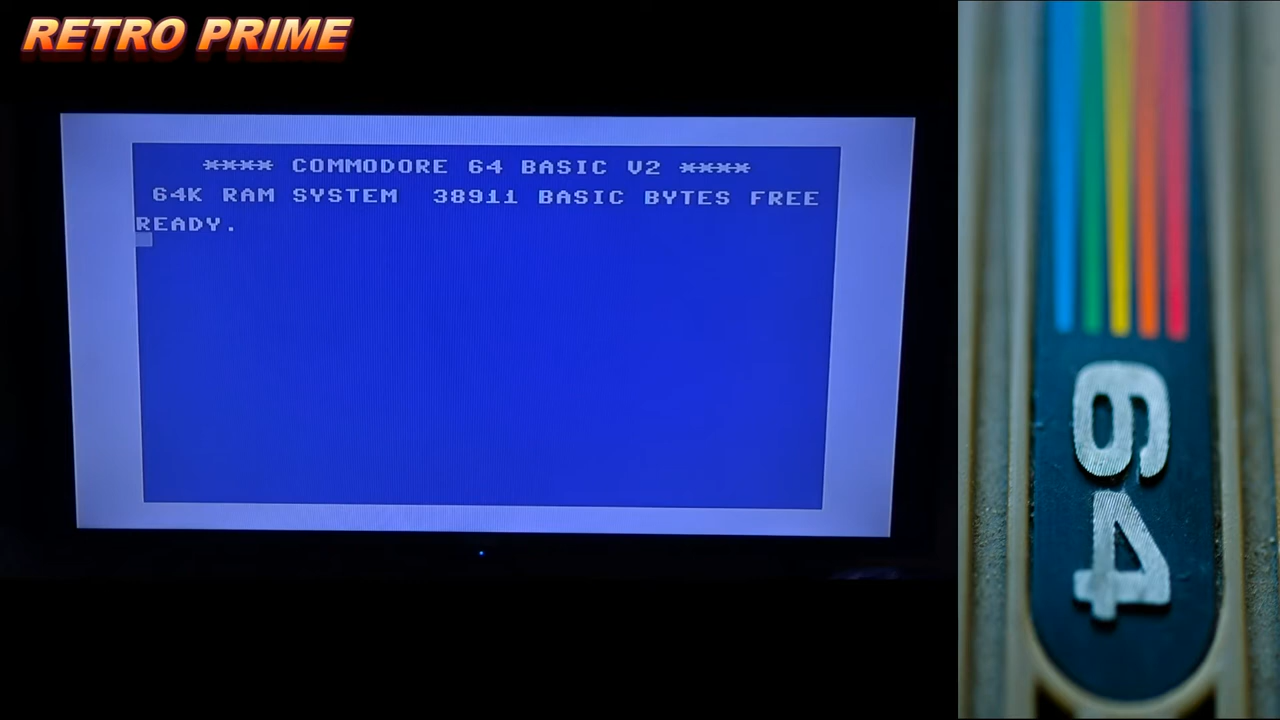 RETRO PRIME
**** COMMODORE 64 BASIC V2 ****
64K RAM SYSTEM  38911 BASIC BYTES FREE
READY.
64